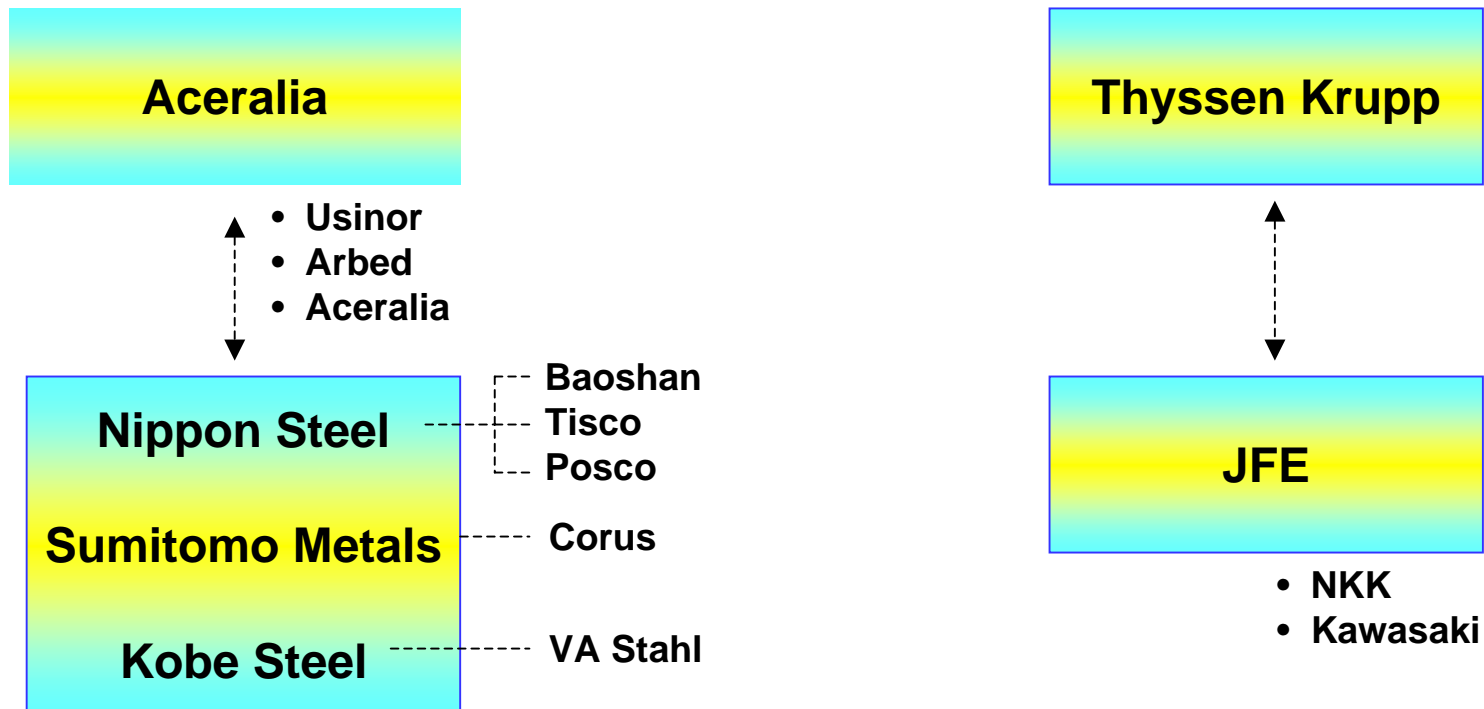 Aceralia
Thyssen Krupp
• Usinor
• Arbed
• Aceralia
Nippon Steel
Baoshan
Tisco
Posco
Sumitomo Metals
Corus
Kobe Steel
VA Stahl
JFE
• NKK
• Kawasaki